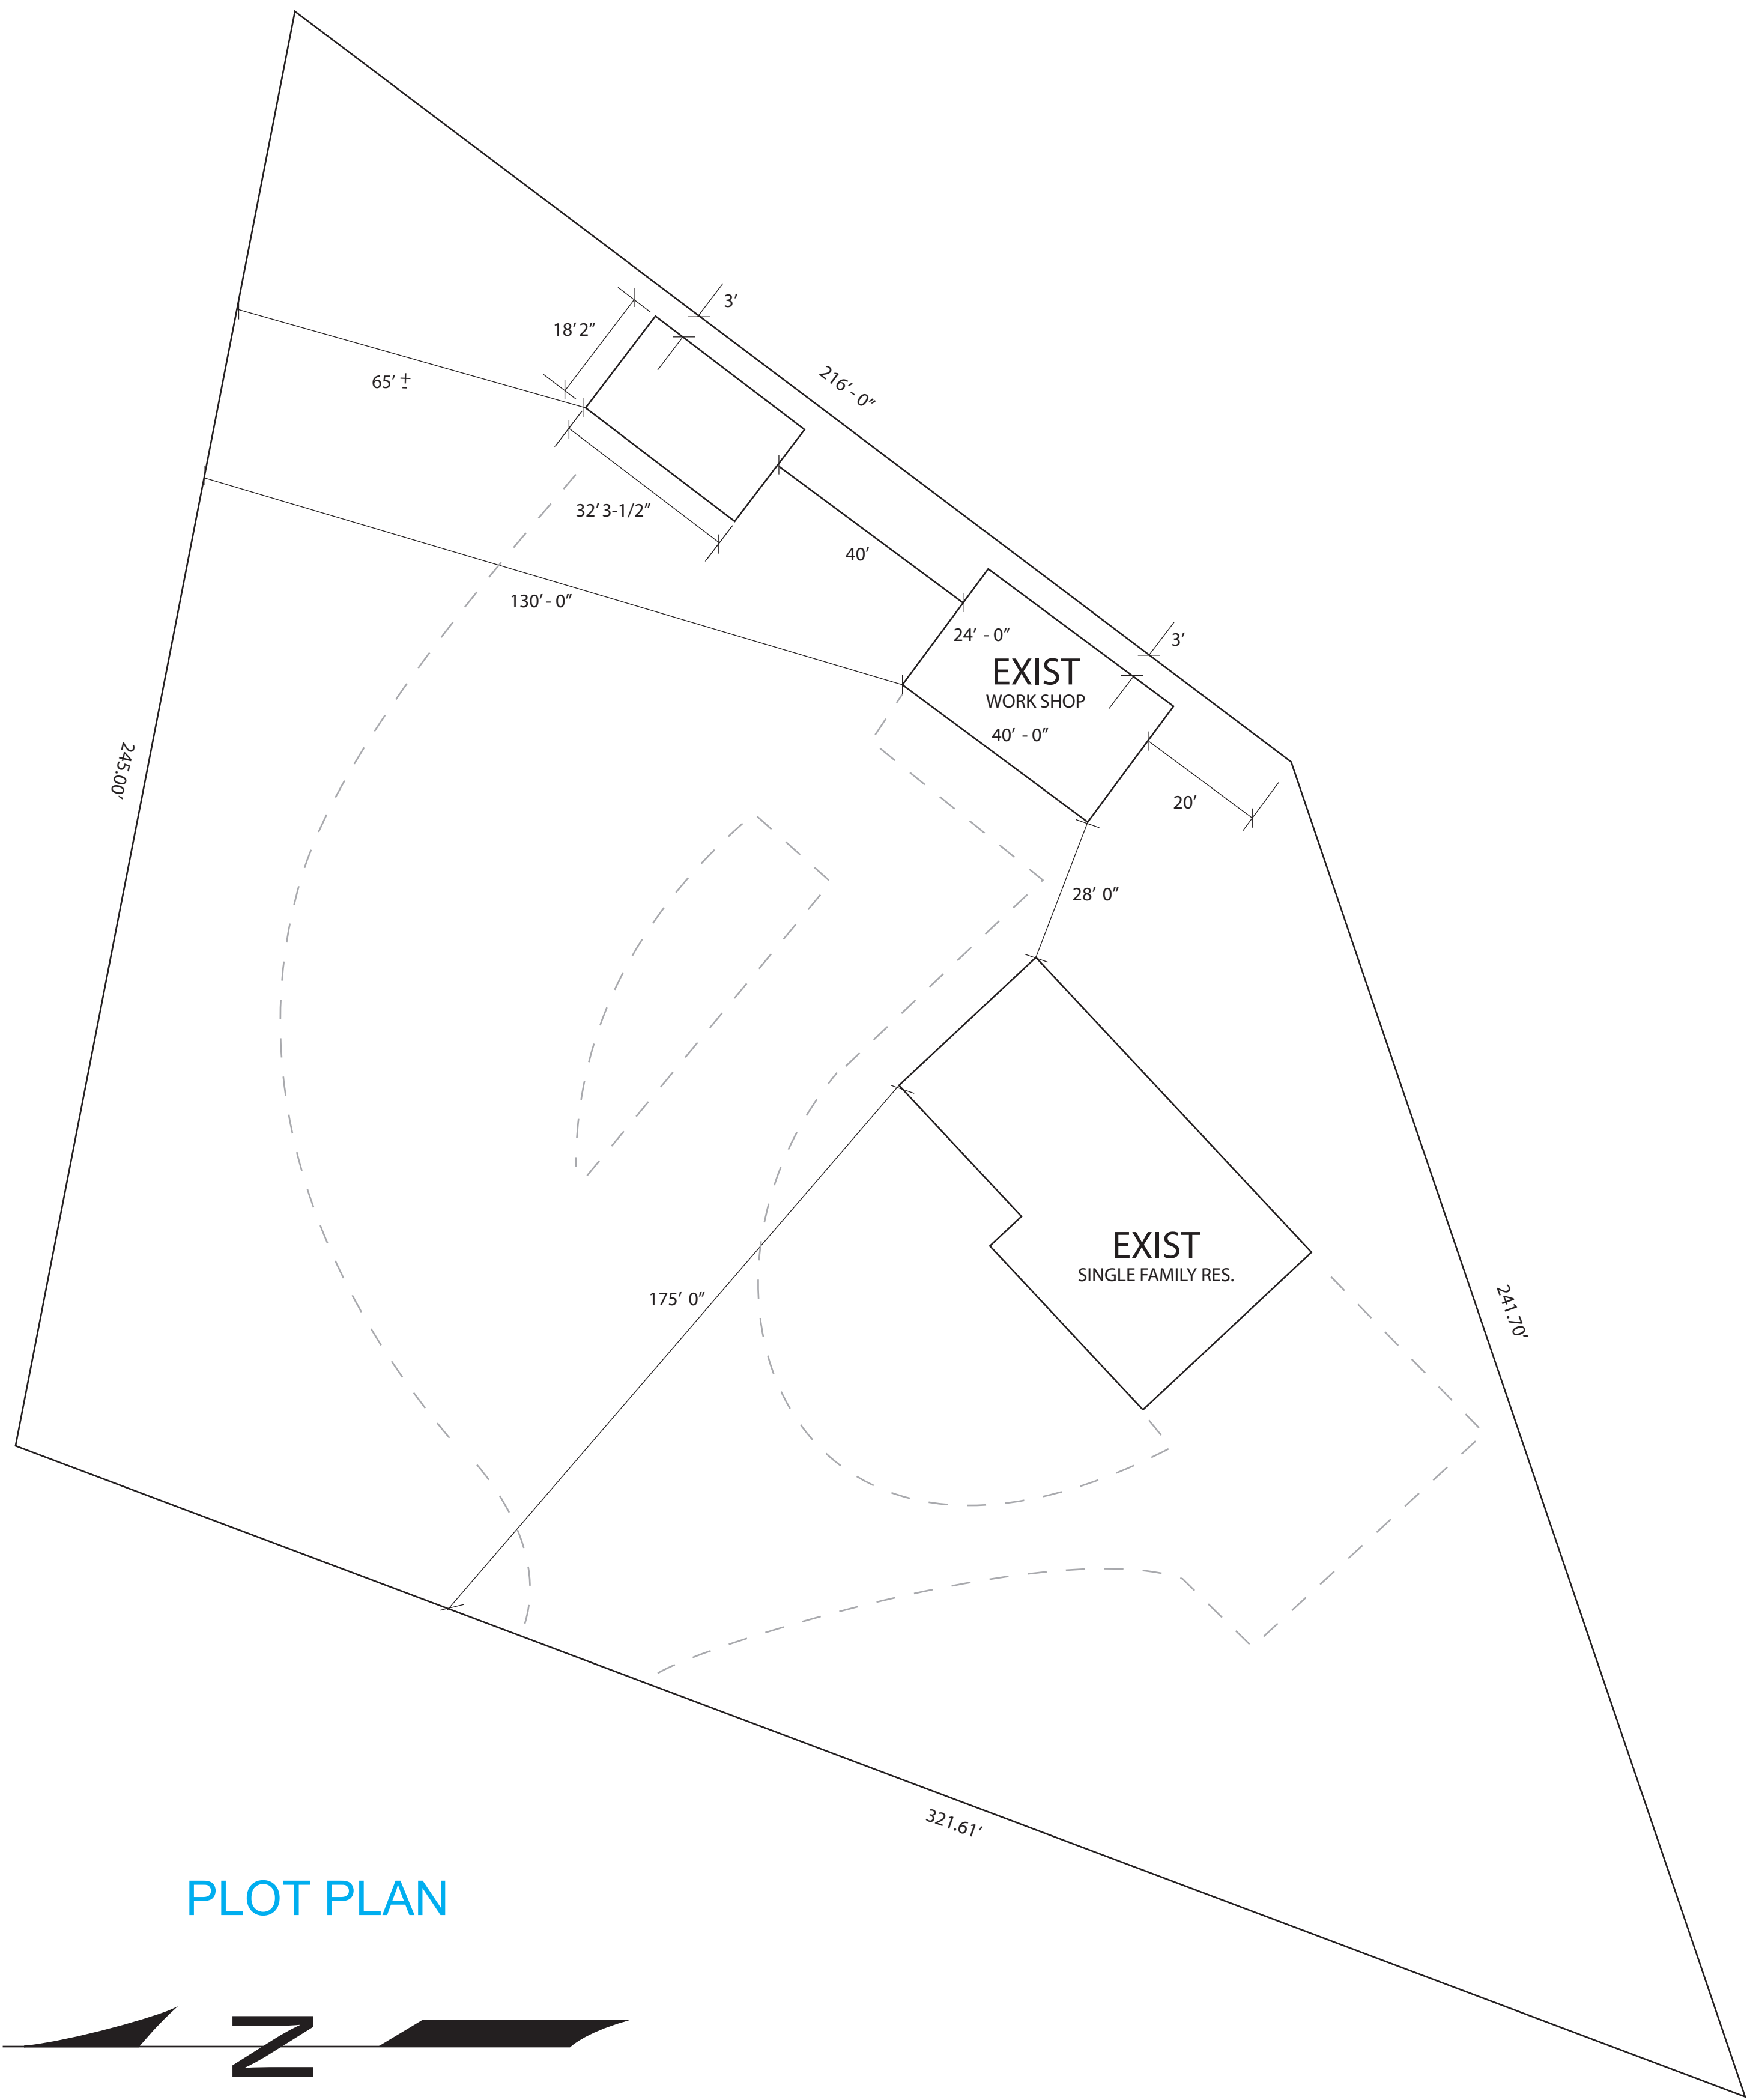 3’
18’ 2”
216’- 0”
65’ +
-
32’ 3-1/2”
40’
130’- 0”
24’ - 0”
3’
EXIST
WORK SHOP
40’ - 0”
245.00’
20’
28’ 0”
EXIST
SINGLE FAMILY RES.
175’ 0”
241.70’
321.61’
PLOT PLAN
N